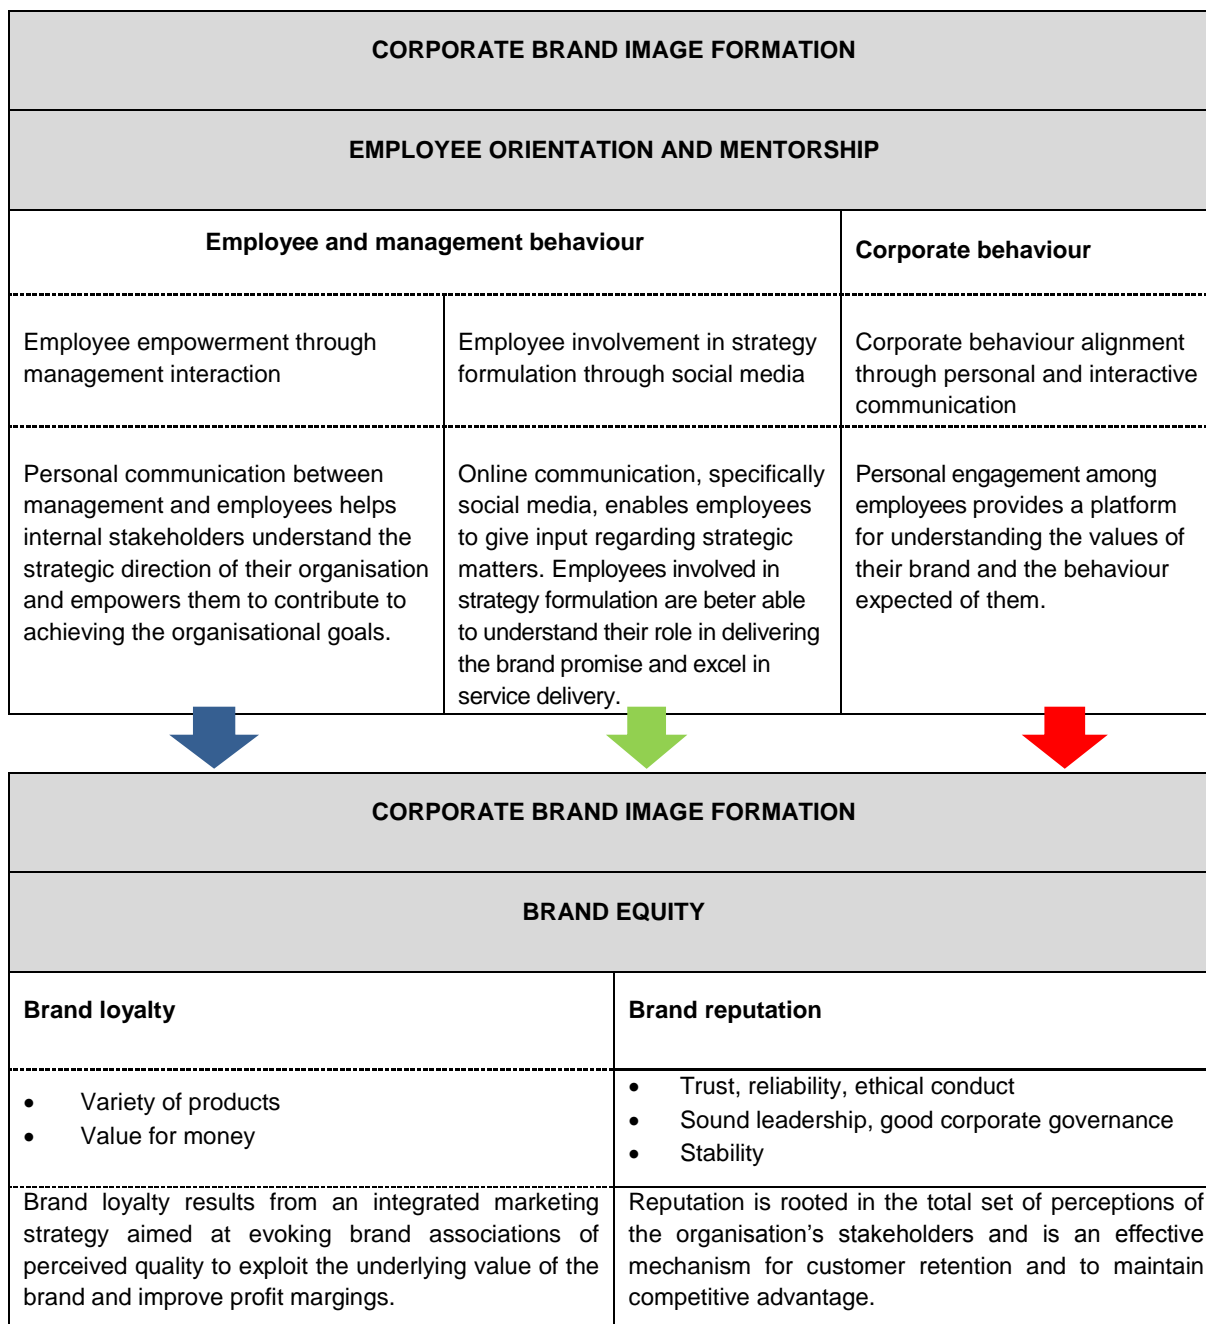 CORPORATE BRAND IMAGE FORMATION
EMPLOYEE ORIENTATION AND MENTORSHIP
Employee and management behaviour
Corporate behaviour
Employee empowerment through
management interaction
Employee involvement in strategy
formulation through social media
Corporate behaviour alignment
through personal and interactive
communication
Personal communication between
management and employees helps
internal stakeholders understand the
strategic direction of their organisation
and empowers them to contribute to
achieving the organisational goals.
Online communication, specifically
social media, enables employees
to give input regarding strategic
matters. Employees involved in
strategy formulation are beter able
to understand their role in delivering
the brand promise and excel in
service delivery.
Personal engagement among
employees provides a platform
for understanding the values of
their brand and the behaviour
expected of them.
CORPORATE BRAND IMAGE FORMATION
BRAND EQUITY
Brand loyalty
Brand reputation
• Variety of products
• Value for money
• Trust, reliability, ethical conduct
• Sound leadership, good corporate governance
• Stability
Brand loyalty results from an integrated marketing
strategy aimed at evoking brand associations of
perceived quality to exploit the underlying value of the
brand and improve profit margings.
Reputation is rooted in the total set of perceptions of
the organisation’s stakeholders and is an effective
mechanism for customer retention and to maintain
competitive advantage.